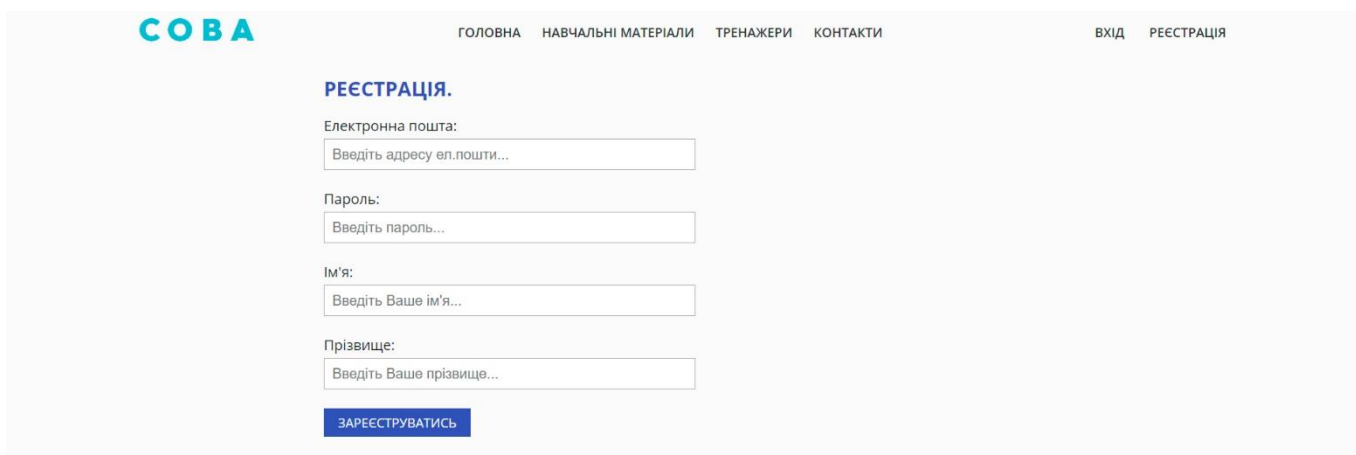 СОВА ГОЛОВНА НАВЧАЛЬНІ МАТЕРІАЛИ ТРЕНАЖЕРИ КОНТАКТИ ВХІД РЕЄСТРАЦІЯ
РЕЄСТРАЦІЯ.
Електронна пошта:
Введіть адресу ел.пошти...
Пароль:
Введіть пароль...
Ім'я:
Введіть Ваше ім'я...
Прізвище:
Введіть Ваше прізвище...
ЗАРЕЄСТРУВАТИСЬ